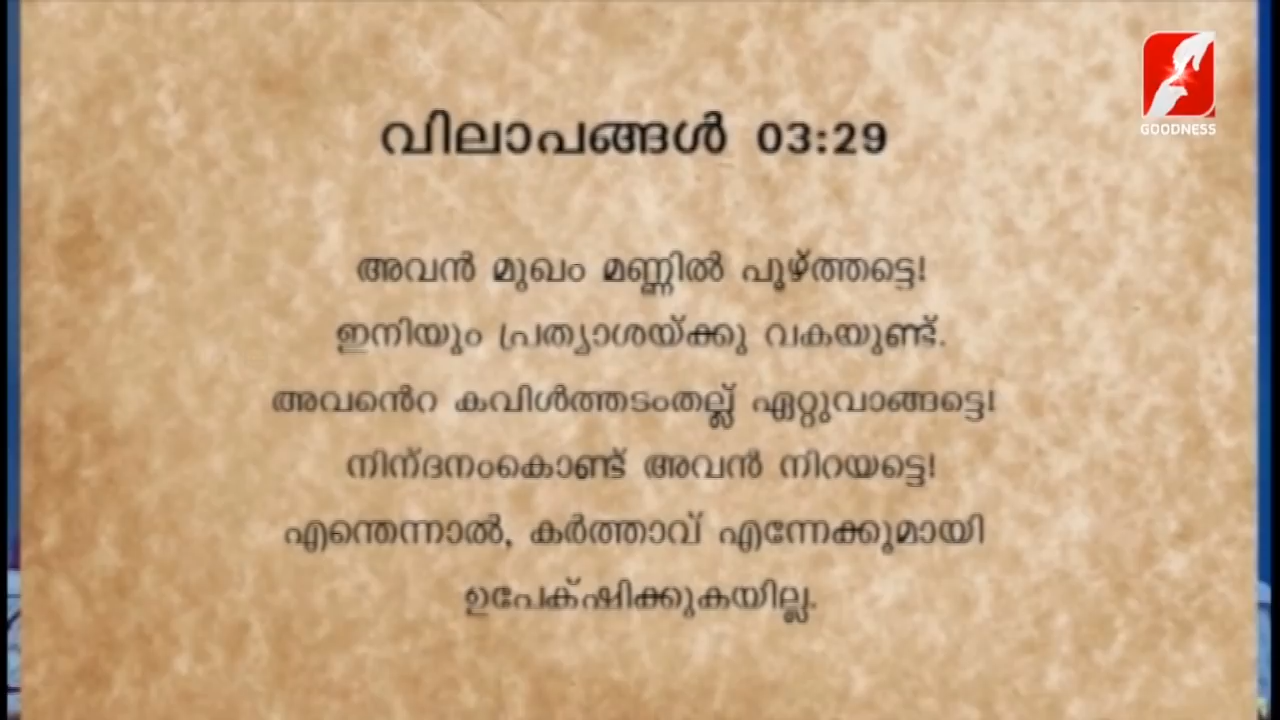 GOODNESS
വിലാപങ്ങൾ 03:29
അവൻ മുഖം മണ്ണിൽ പൂഴ്ത്തട്ടെ!
ഇനിയും പ്രത്യാശയ്ക്കു വകയുണ്ട്.
അവൻെറ കവിൾത്തടംതല്ല് ഏറ്റുവാങ്ങട്ടെ!
നിന്ദനംകൊണ്ട് അവൻ നിറയട്ടെ!
എന്തെന്നാൽ, കർത്താവ് എന്നേക്കുമായി
ഉപേക്ഷിക്കുകയില്ല.